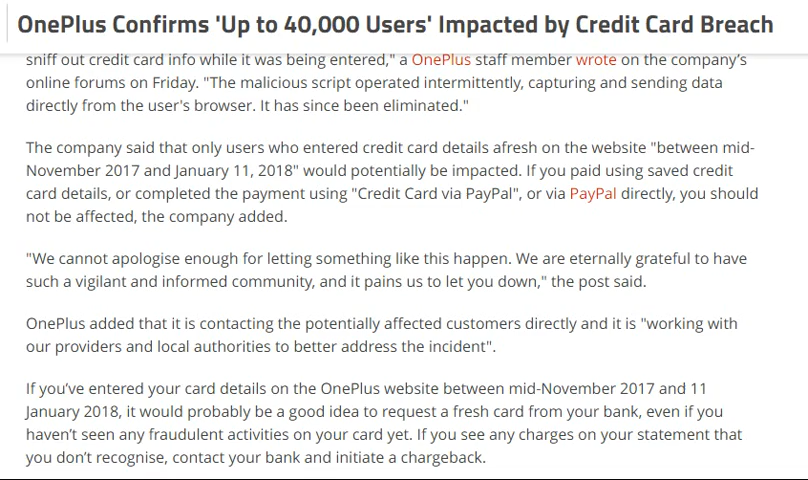 OnePlus Confirms 'Up to 40,000 Users' Impacted by Credit Card Breach
sniff out credit card info while it was being entered," a OnePlus staff member wrote on the company's
online forums on Friday. "The malicious script operated intermittently, capturing and sending data
directly from the user's browser. It has since been eliminated."
The company said that only users who entered credit card details afresh on the website "between mid-
November 2017 and January 11, 2018" would potentially be impacted. If you paid using saved credit
card details, or completed the payment using "Credit Card via PayPal", or via PayPal directly, you should
not be affected, the company added.
"We cannot apologise enough for letting something like this happen. We are eternally grateful to have
such a vigilant and informed community, and it pains us to let you down," the post said.
OnePlus added that it is contacting the potentially affected customers directly and it is "working with
our providers and local authorities to better address the incident".
If you've entered your card details on the OnePlus website between mid-November 2017 and 11
January 2018, it would probably be a good idea to request a fresh card from your bank, even if you
haven't seen any fraudulent activities on your card yet. If you see any charges on your statement that
you don't recognise, contact your bank and initiate a chargeback.